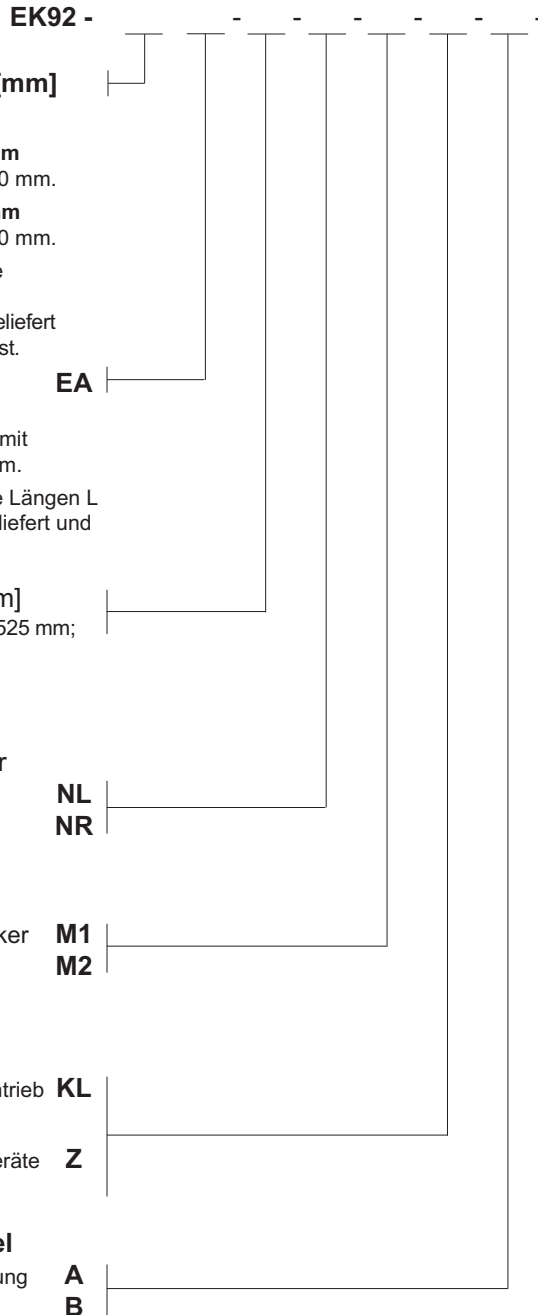 EK92 - - - - - - -
[mm]
m
0 mm.
m
0 mm.
e
eliefert
st.
EA
mit
m.
e Längen L
liefert und
m]
525 mm;
r
NL
NR
ker M1
M2
ntrieb KL
eräte Z
el
ung A
B